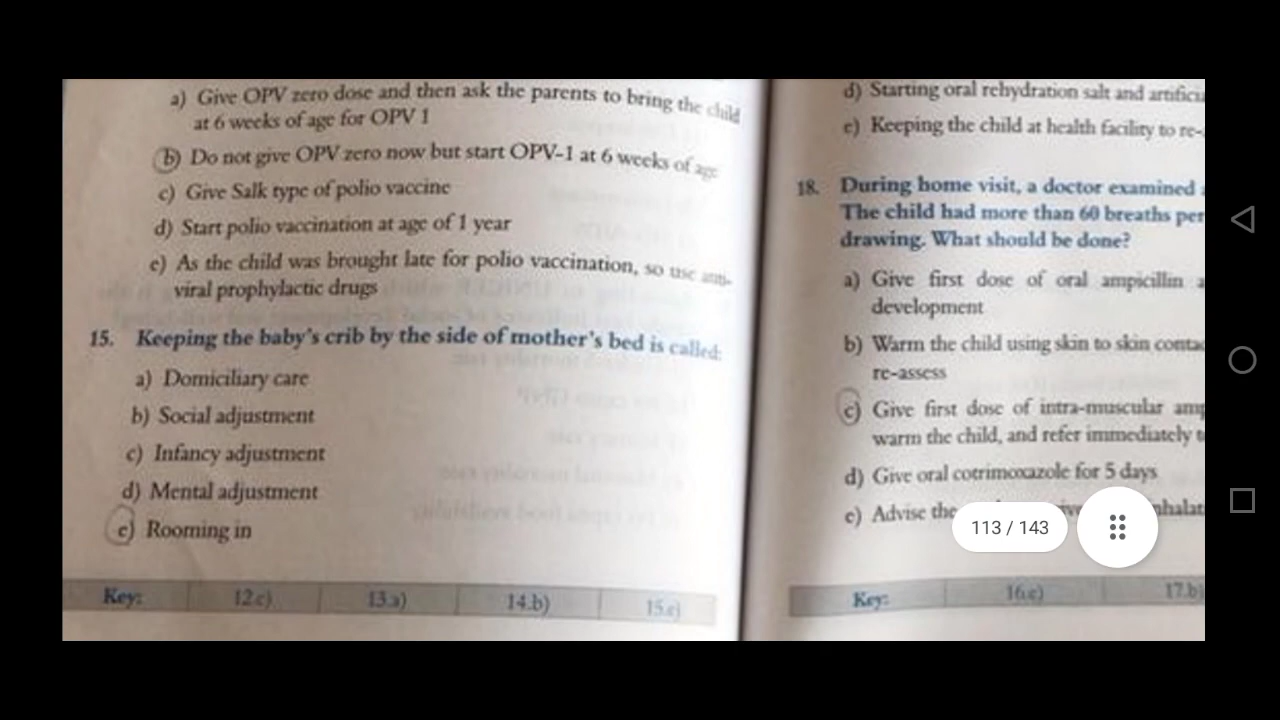 a) Give OPV zero dose and then ask the parents to bring the child
at 6 weeks of age for OPV 1
b) Do not give OPV zero now but start OPV-1 at 6 weeks of age
c) Give Salk type of polio vaccine
d) Start polio vaccination at age of 1 year
e) As the child was brought late for polio vaccination, so use anti-
viral prophylactic drugs
15. Keeping the baby's crib by the side of mother's bed is called:
a) Domiciliary care
b) Social adjustment
c) Infancy adjustment
d) Mental adjustment
e) Rooming in
Key: 12.c) 13.a) 14.b) 15.e)
d) Starting oral rehydration salt and
e) Keeping the child at health facility to re-
18. During home visit, a doctor examined
The child had more than 60 breaths per
drawing. What should be done?
a) Give first dose of oral ampicillin
development
b) Warm the child using skin to skin
re-assess
c) Give first dose of intra-muscular
warm the child, and refer immediately
d) Give oral cotrimoxazole for 5 days
e) Advise the
113 / 143
Key: 16.e) 17.b)